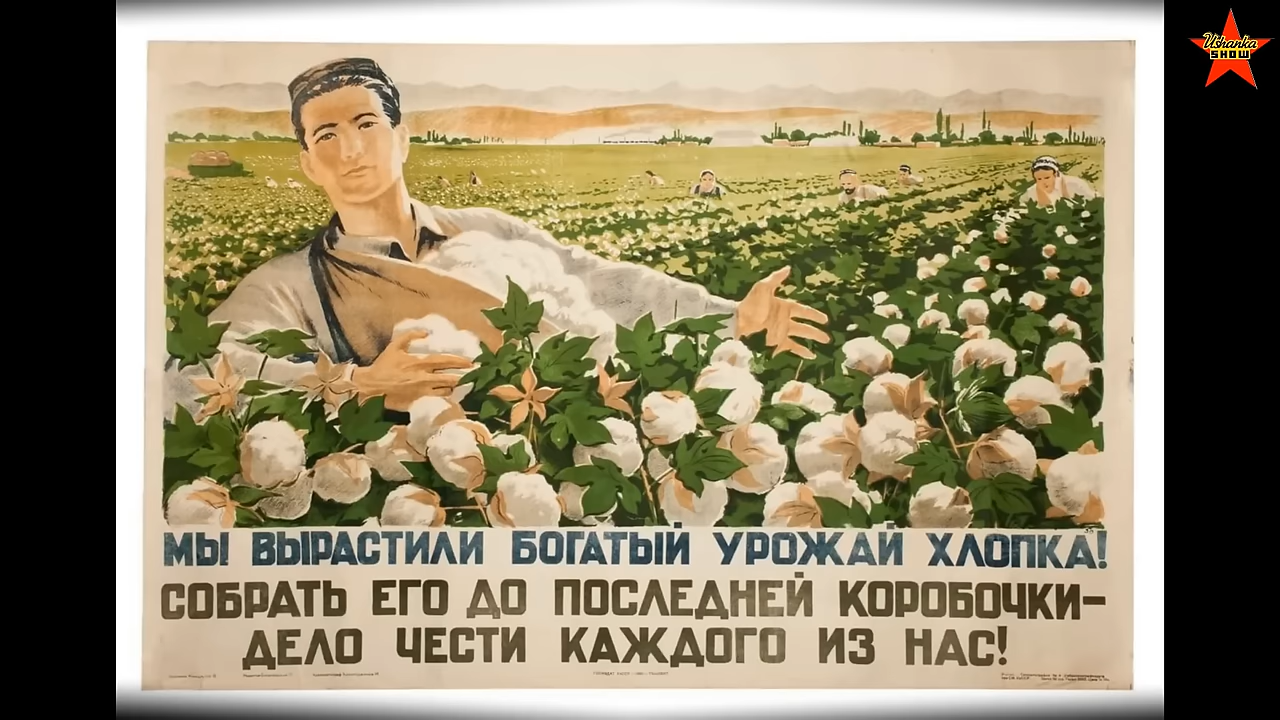 Ushanka
SHOW
МЫ ВЫРАСТИЛИ БОГАТЫЙ УРОЖАЙ ХЛОПКА!
СОБРАТЬ ЕГО ДО ПОСЛЕДНЕЙ КОРОБОЧКИ–
ДЕЛО ЧЕСТИ КАЖДОГО ИЗ НАС!